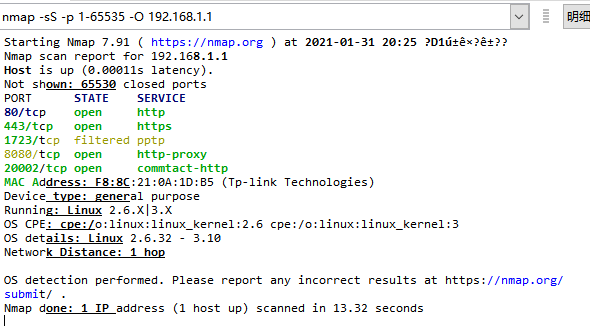 nmap -sS -p 1-65535 -O 192.168.1.1 明细
Starting Nmap 7.91 ( https://nmap.org ) at 2021-01-31 20:25 ?D1ú±ê×?ê±??
Nmap scan report for 192.168.1.1
Host is up (0.00011s latency).
Not shown: 65530 closed ports
PORT STATE SERVICE
80/tcp open http
443/tcp open https
1723/tcp filtered pptp
8080/tcp open http-proxy
20002/tcp open commtact-http
MAC Address: F8:8C:21:0A:1D:B5 (Tp-link Technologies)
Device type: general purpose
Running: Linux 2.6.X|3.X
OS CPE: cpe:/o:linux:linux_kernel:2.6 cpe:/o:linux:linux_kernel:3
OS details: Linux 2.6.32 - 3.10
Network Distance: 1 hop
OS detection performed. Please report any incorrect results at https://nmap.org/
submit/ .
Nmap done: 1 IP address (1 host up) scanned in 13.32 seconds